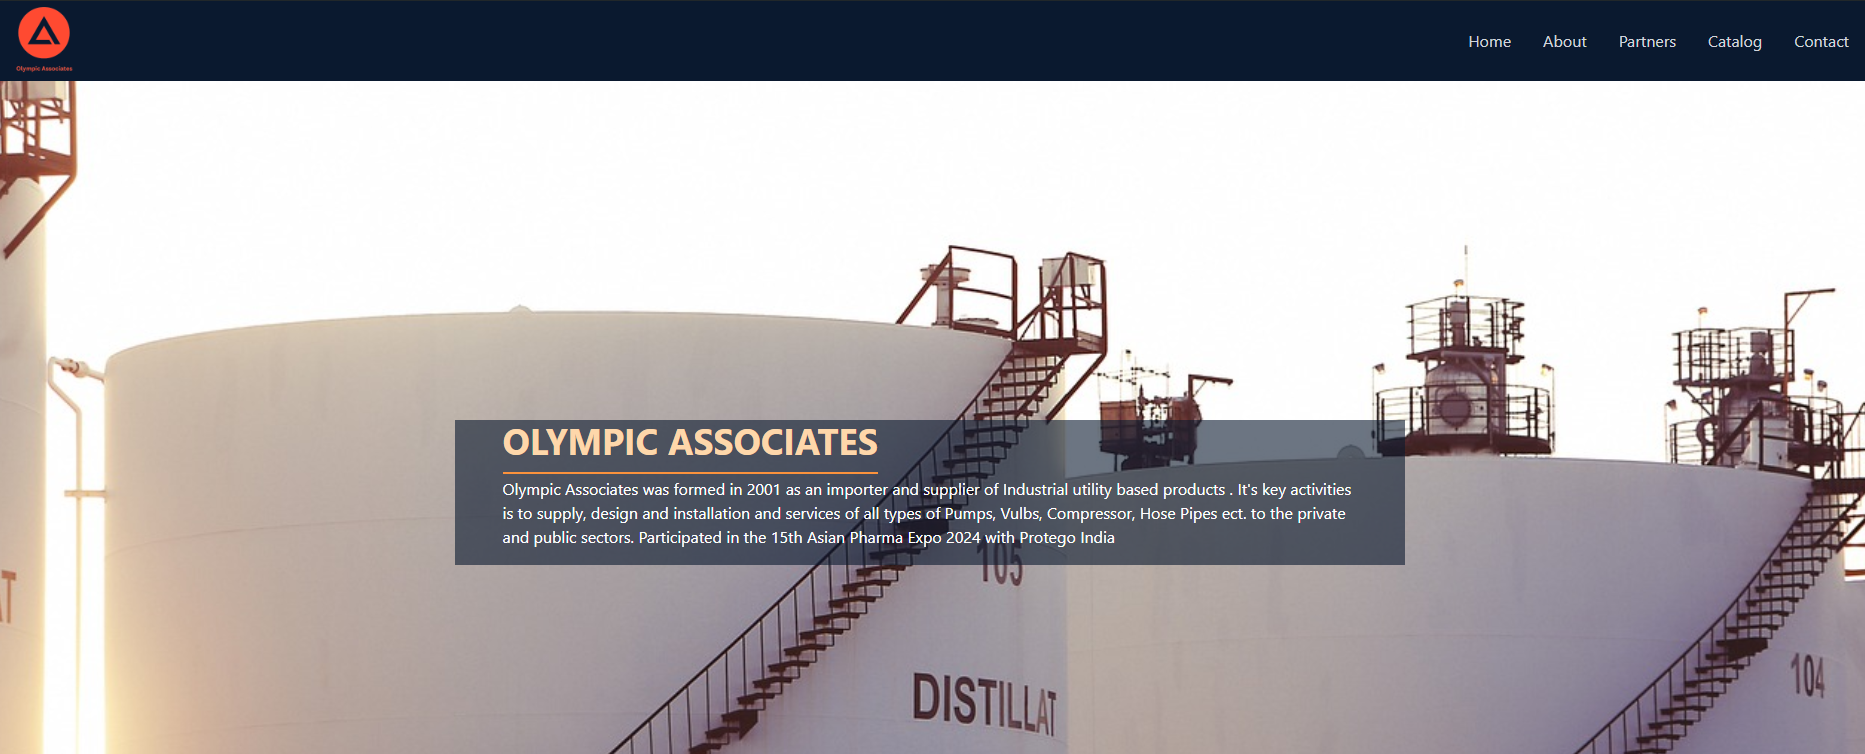 Olympic Associates
Home About Partners Catalog Contact
OLYMPIC ASSOCIATES
Olympic Associates was formed in 2001 as an importer and supplier of Industrial utility based products . It's key activities
is to supply, design and installation and services of all types of Pumps, Vulbs, Compressor, Hose Pipes ect. to the private
and public sectors. Participated in the 15th Asian Pharma Expo 2024 with Protego India
105
DISTILLAT
104
AT